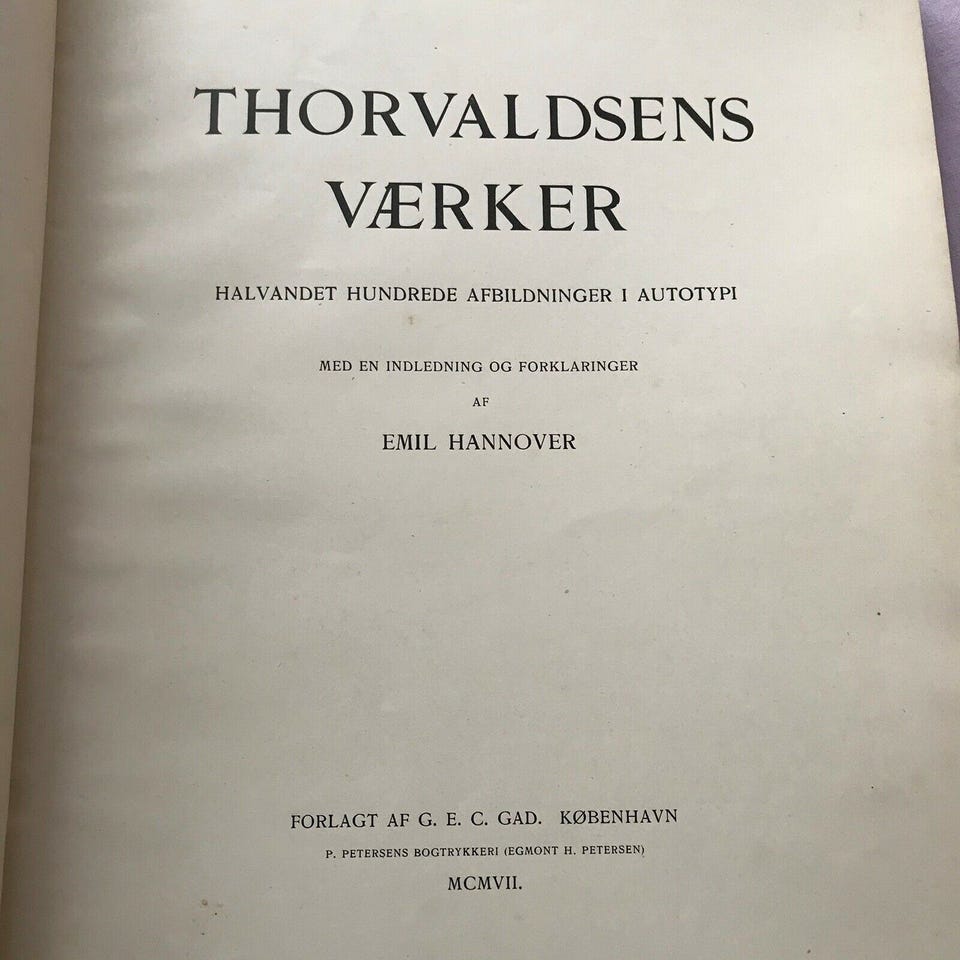 THORVALDSENS
VÆRKER
HALVANDET HUNDREDE AFBILDNINGER I AUTOTYPI
MED EN INDLEDNING OG FORKLARINGER
AF
EMIL HANNOVER
FORLAGT AF G. E. C. GAD. KØBENHAVN
P. PETERSENS BOGTRYKKERI (EGMONT H. PETERSEN)
MCMVII.